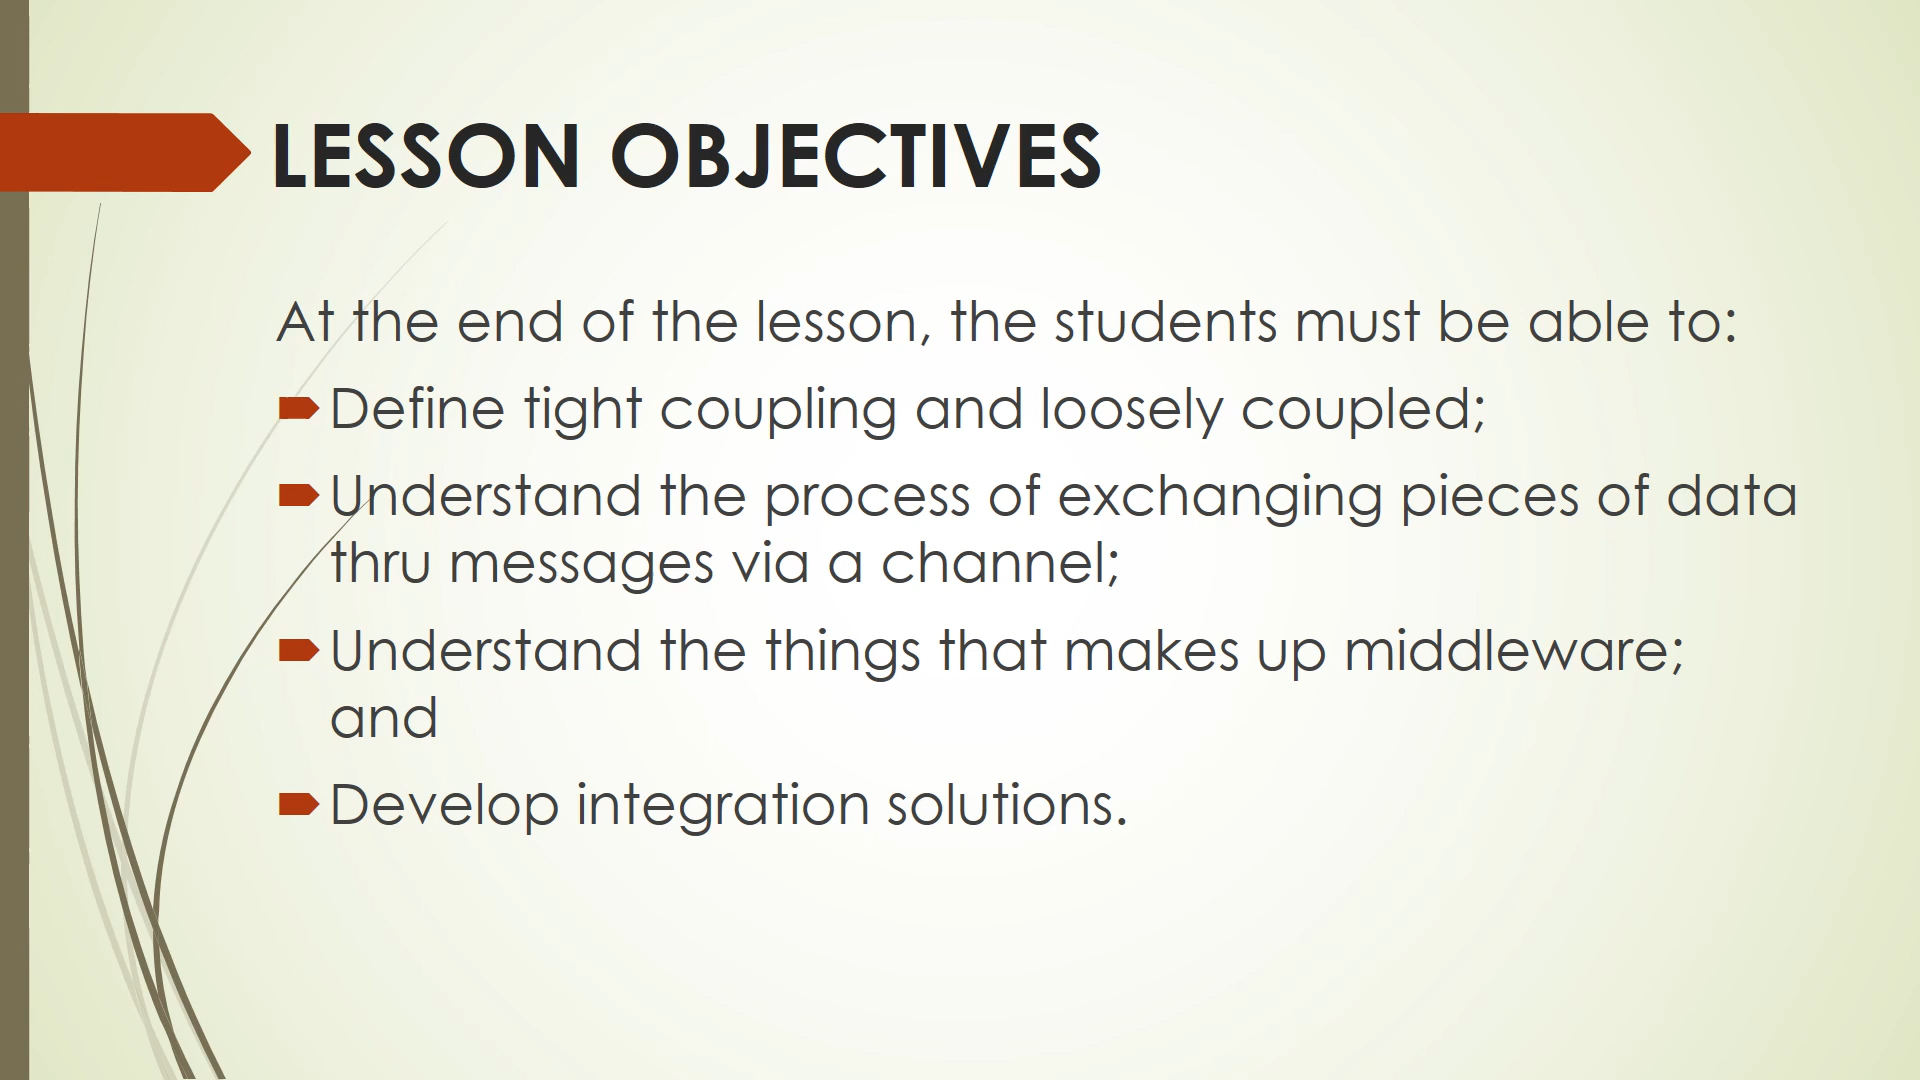 LESSON OBJECTIVES
At the end of the lesson, the students must be able to:
Define tight coupling and loosely coupled;
Understand the process of exchanging pieces of data
thru messages via a channel;
Understand the things that makes up middleware;
and
Develop integration solutions.